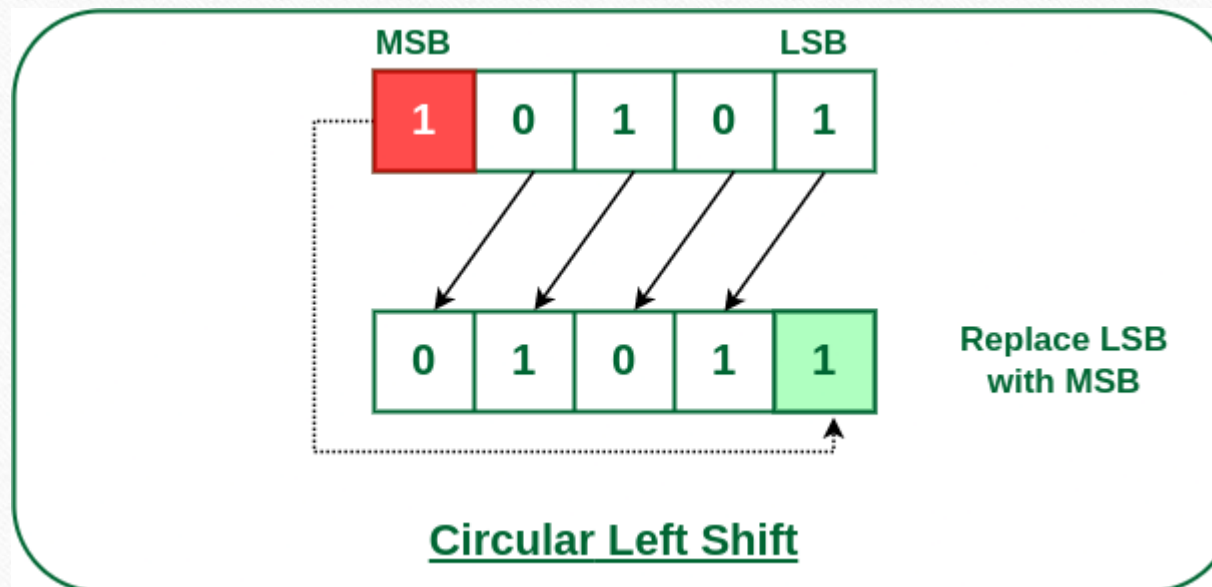 MSB LSB
1 0 1 0 1
0 1 0 1 1
Replace LSB
with MSB
Circular Left Shift